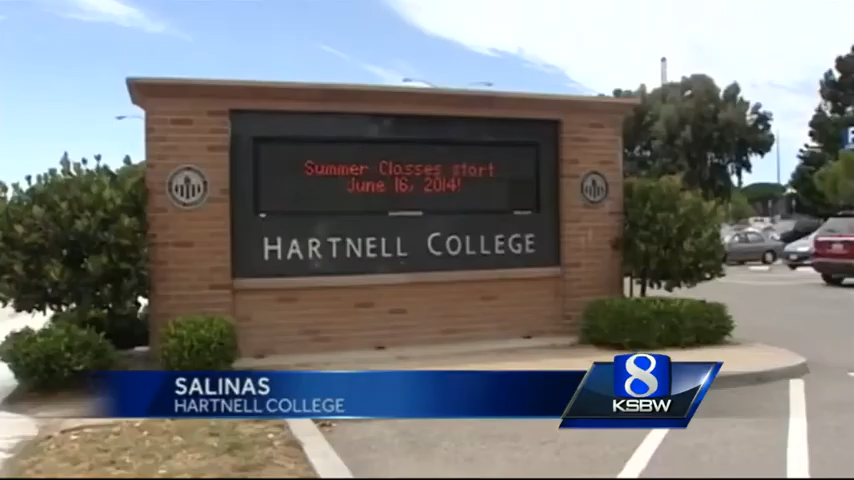 Summer Classes start
June 16, 2014!
HARTNELL COLLEGE
SALINAS
HARTNELL COLLEGE
8
KSBW